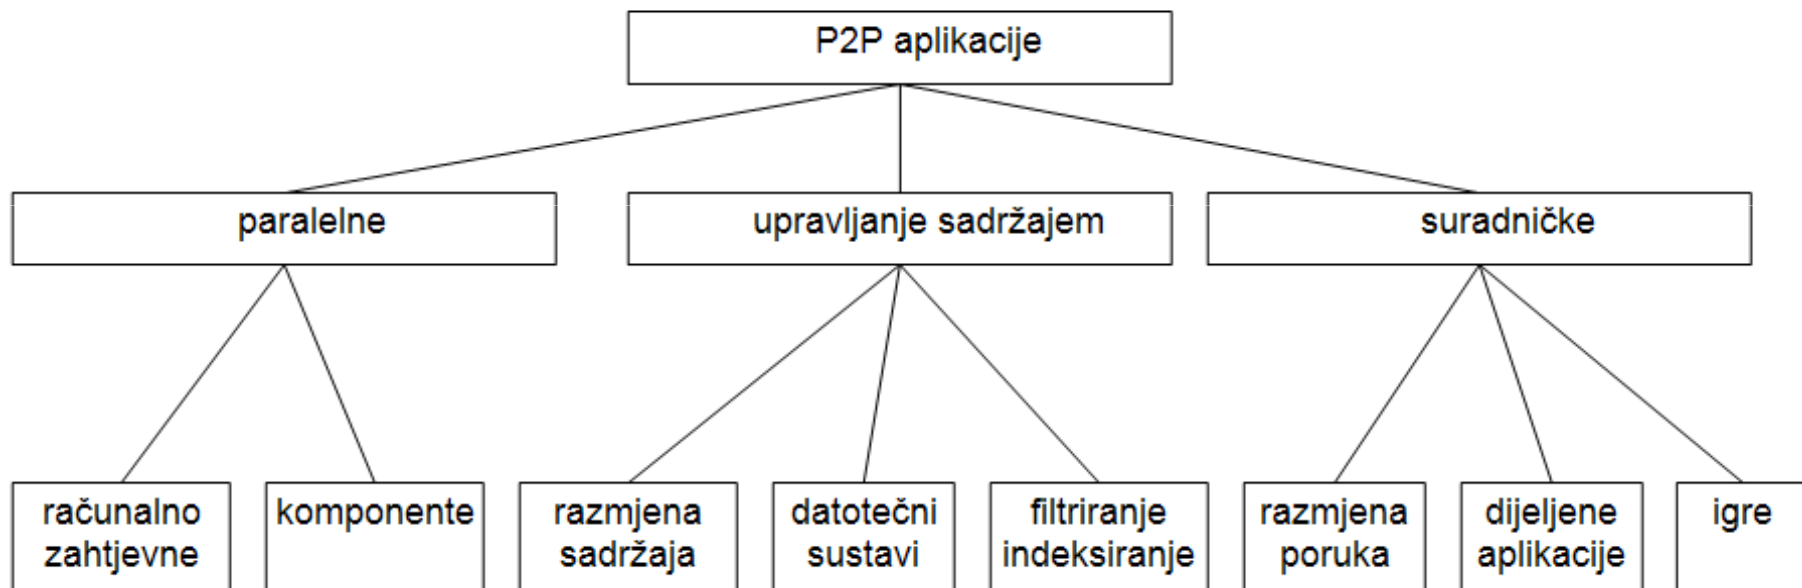 P2P aplikacije
paralelne
upravljanje sadržajem
suradničke
računalno
zahtjevne
komponente
razmjena
sadržaja
datotečni
sustavi
filtriranje
indeksiranje
razmjena
poruka
dijeljene
aplikacije
igre